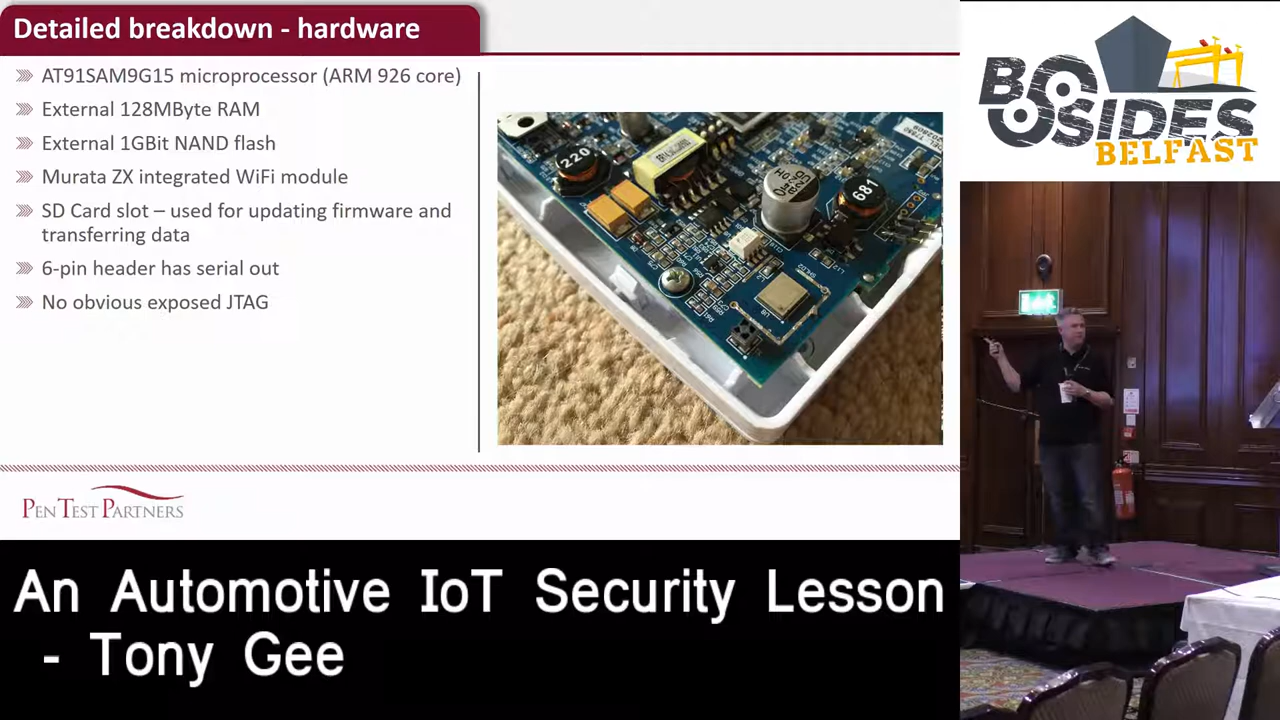 Detailed breakdown - hardware
AT91SAM9G15 microprocessor (ARM 926 core)
External 128MByte RAM
External 1GBit NAND flash
Murata ZX integrated WiFi module
SD Card slot – used for updating firmware and
transferring data
6-pin header has serial out
No obvious exposed JTAG
220
681
PEN TEST PARTNERS
BSIDES
BELFAST
An Automotive IoT Security Lesson
- Tony Gee